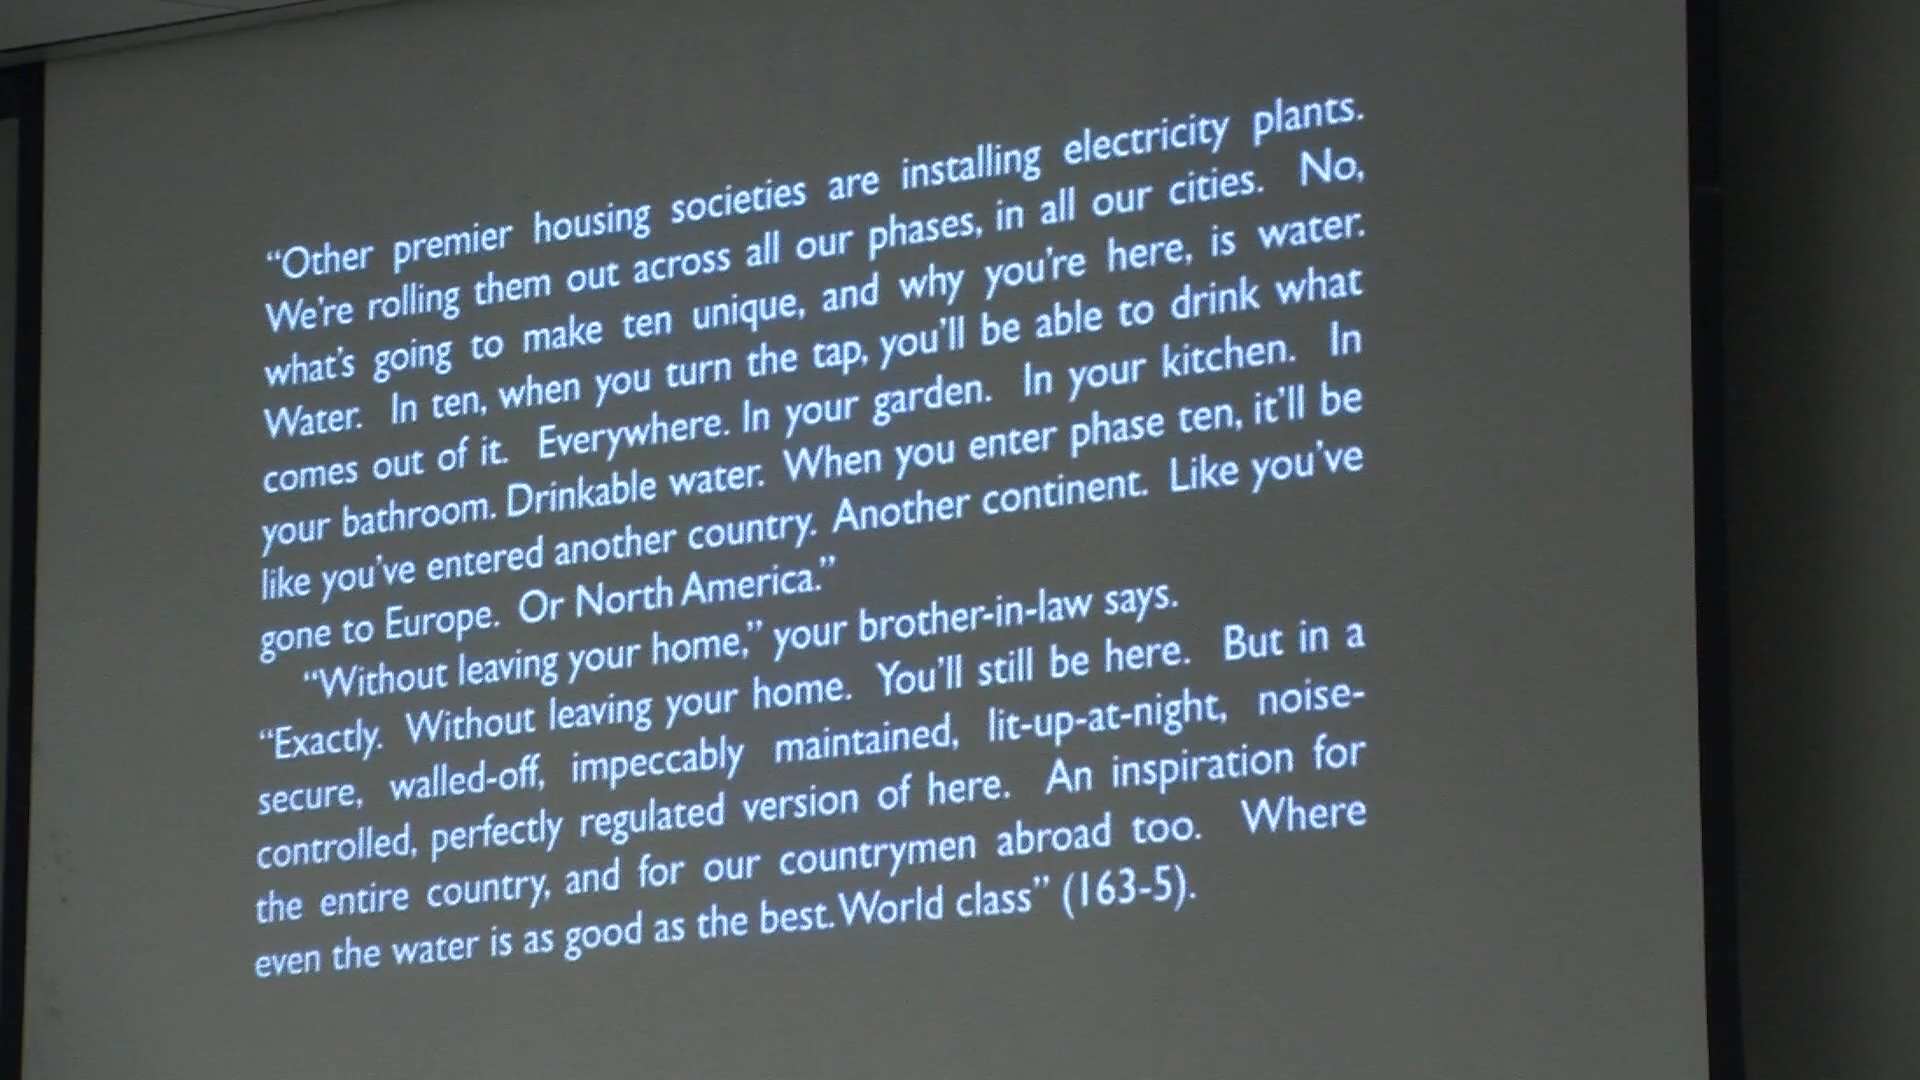 “Other premier housing societies are installing electricity plants.
We're rolling them out across all our phases, in all our cities. No,
what's going to make ten unique, and why you're here, is water.
Water. In ten, when you turn the tap, you'll be able to drink what
comes out of it. Everywhere. In your garden. In your kitchen. In
your bathroom. Drinkable water. When you enter phase ten, it'll be
like you've entered another country. Another continent. Like you've
gone to Europe. Or North America.”
“Without leaving your home,” your brother-in-law says.
“Exactly. Without leaving your home. You'll still be here. But in a
secure, walled-off, impeccably maintained, lit-up-at-night, noise-
controlled, perfectly regulated version of here. An inspiration for
the entire country, and for our countrymen abroad too. Where
even the water is as good as the best. World class” (163-5).